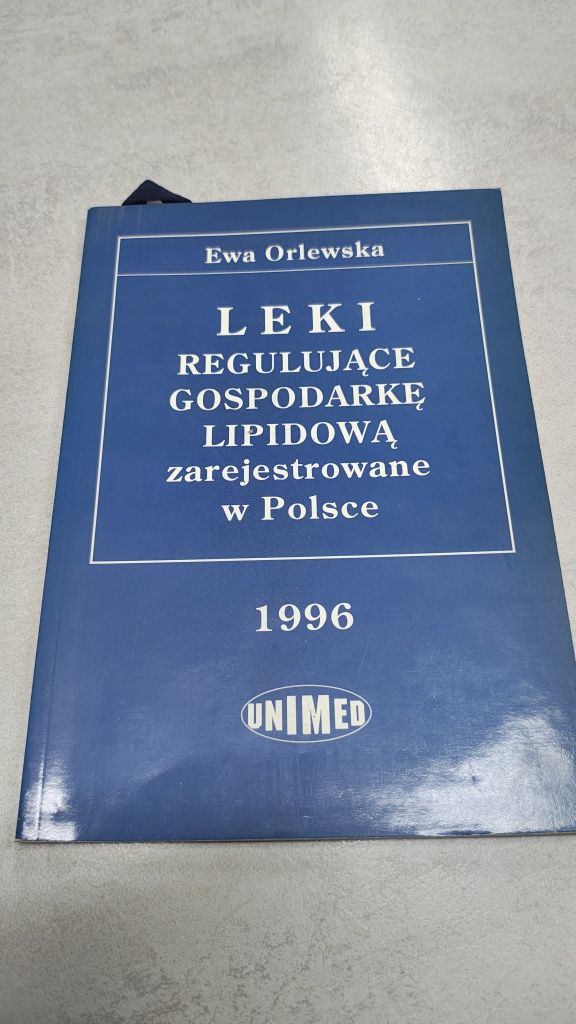 Ewa Orlewska
LEKI
REGULUJĄCE
GOSPODARKĘ
LIPIDOWĄ
zarejestrowane
w Polsce
1996
UNIMED